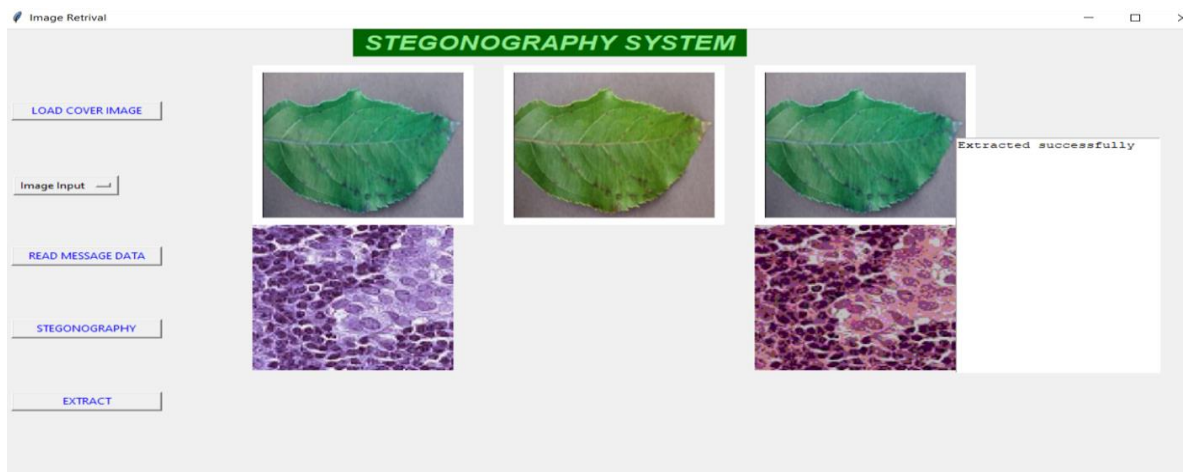 Image Retrival
STEGONOGRAPHY SYSTEM
LOAD COVER IMAGE
Image Input
READ MESSAGE DATA
STEGONOGRAPHY
EXTRACT
Extracted successfully